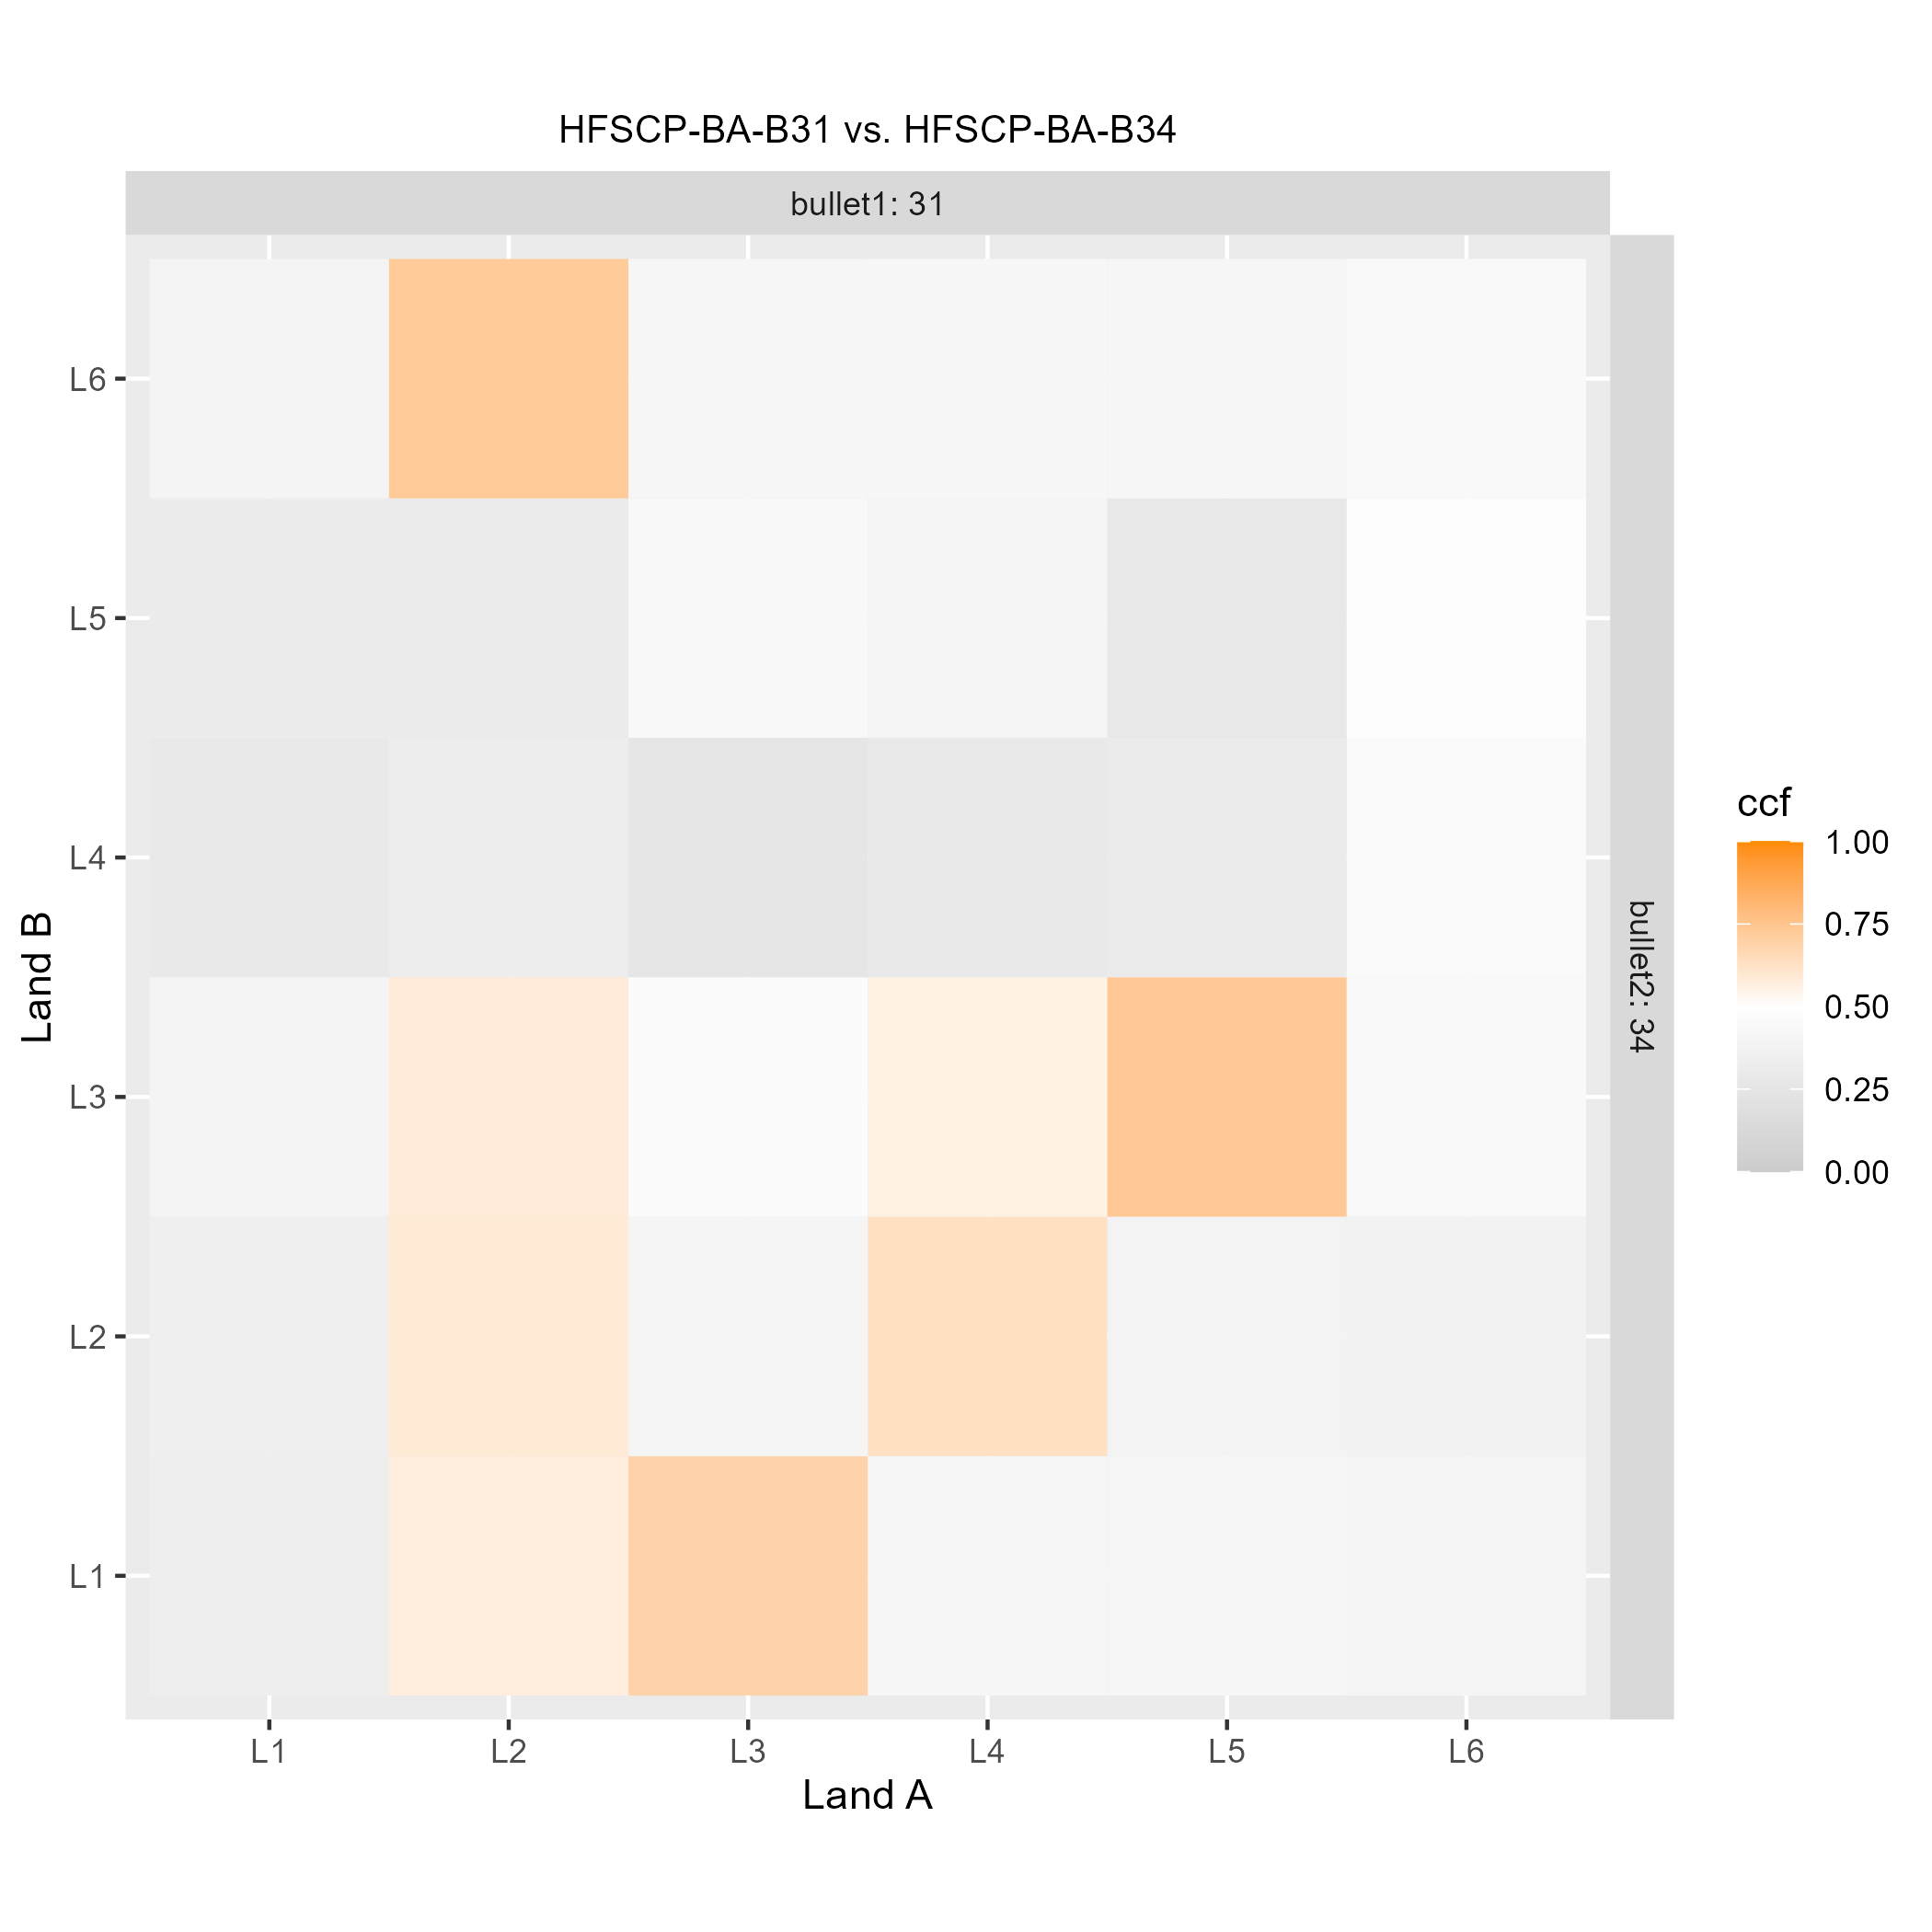 HFSCP-BA-B31 vs. HFSCP-BA-B34
bullet1: 31
L6
L5
L4
L3
L2
L1
Land B
bullet2: 34
L1 L2 L3 L4 L5 L6
Land A
ccf
1.00
0.75
0.50
0.25
0.00